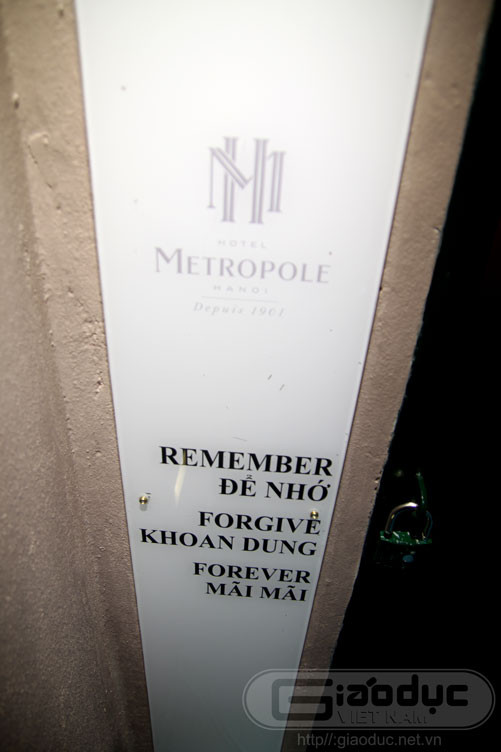 HOTEL
METROPOLE
HANOI
Depuis 1901
REMEMBER
ĐỂ NHỚ
FORGIVE
KHOAN DUNG
FOREVER
MÃI MÃI
Giáo dục
VIỆT NAM
http://:giaoduc.net.vn